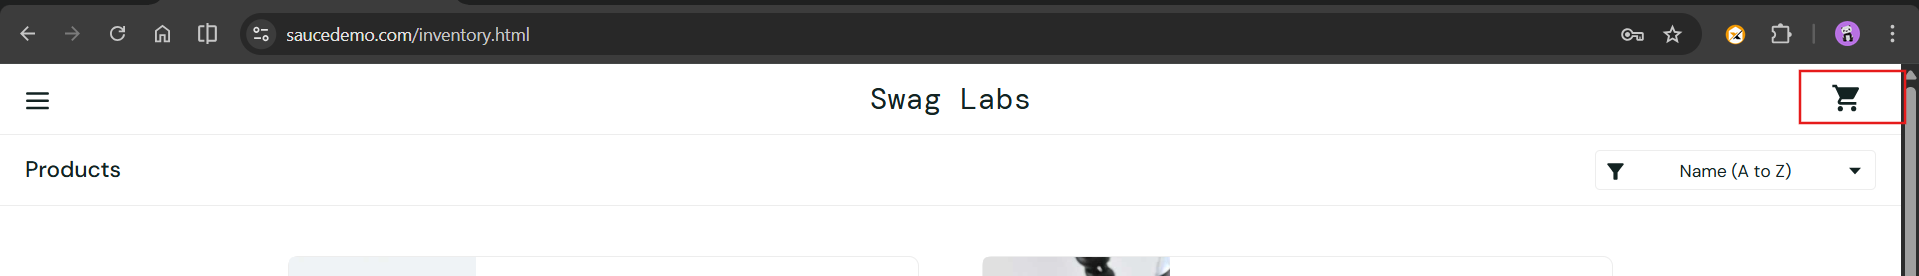 saucedemo.com/inventory.html
Swag Labs
Products
Name (A to Z)